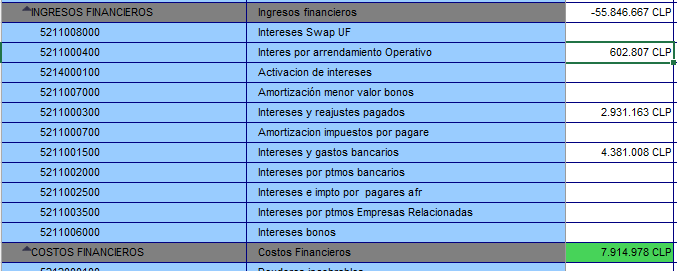 INGRESOS FINANCIEROS Ingresos financieros -55.846.667 CLP
5211008000 Intereses Swap UF
5211000400 Interes por arrendamiento Operativo 602.807 CLP
5214000100 Activacion de intereses
5211007000 Amortización menor valor bonos
5211000300 Intereses y reajustes pagados 2.931.163 CLP
5211000700 Amortizacion impuestos por pagare
5211001500 Intereses y gastos bancarios 4.381.008 CLP
5211002000 Intereses por ptmos bancarios
5211002500 Intereses e impto por pagares afr
5211003500 Intereses por ptmos Empresas Relacionadas
5211006000 Intereses bonos
COSTOS FINANCIEROS Costos Financieros 7.914.978 CLP